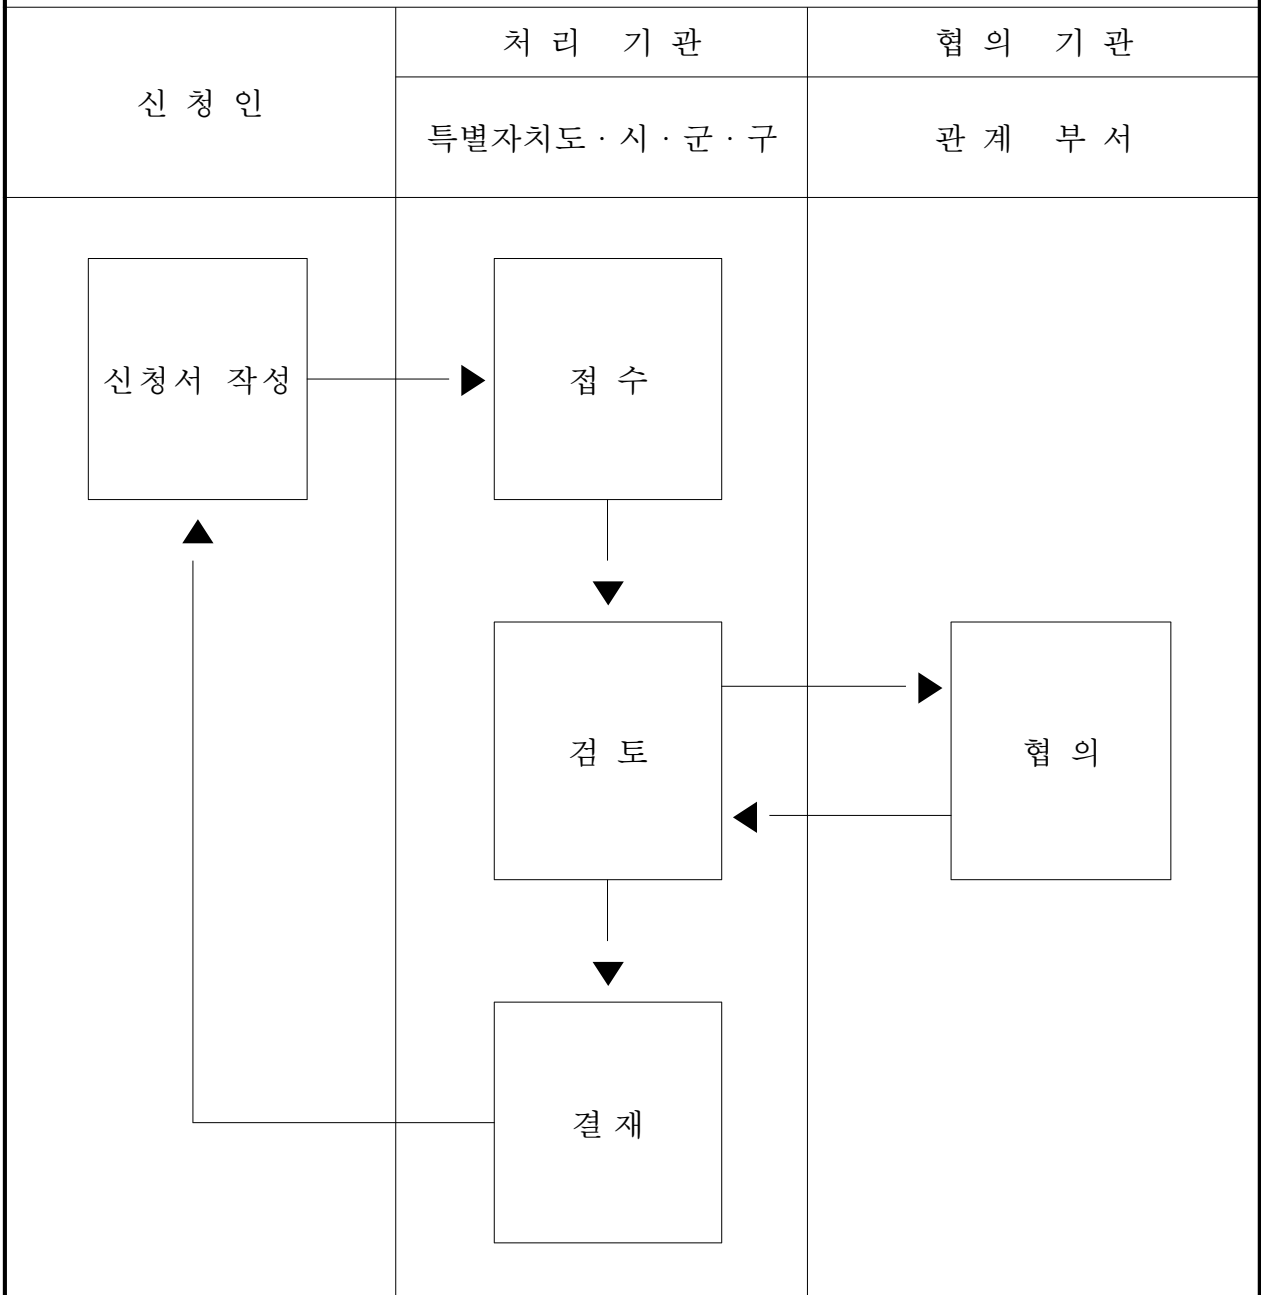 처 리 기 관
협 의 기 관
신 청 인
특별자치도 · 시 · 군 · 구
관 계 부 서
신청서 작성
접 수
검 토
협 의
결 재